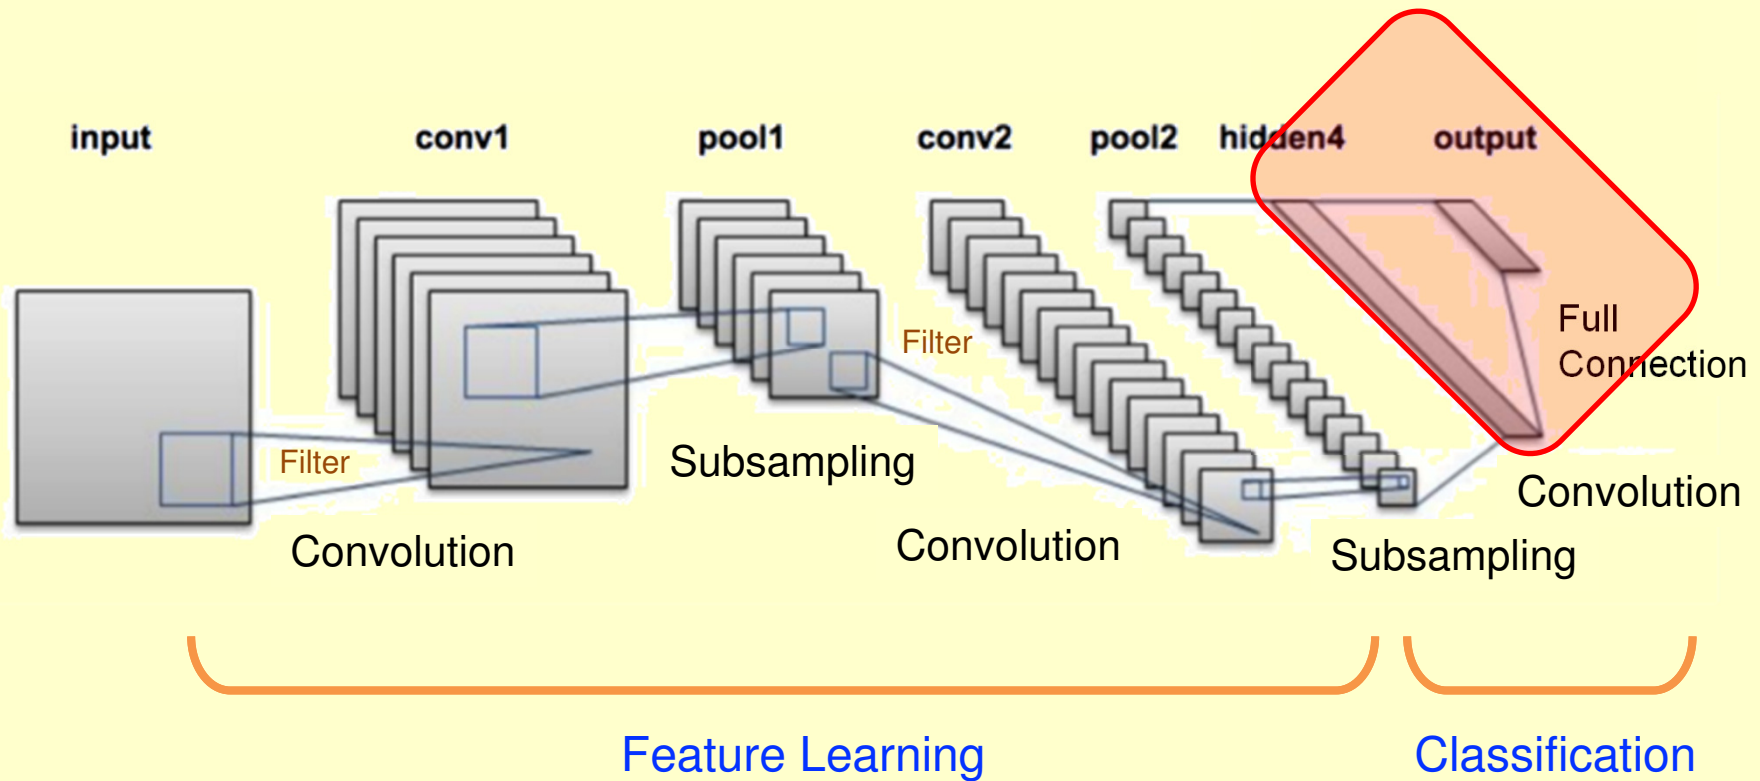 input
conv1
pool1
conv2
pool2
hidden4
output
Filter
Full
Connection
Filter
Subsampling
Convolution
Convolution
Convolution
Subsampling
Feature Learning
Classification